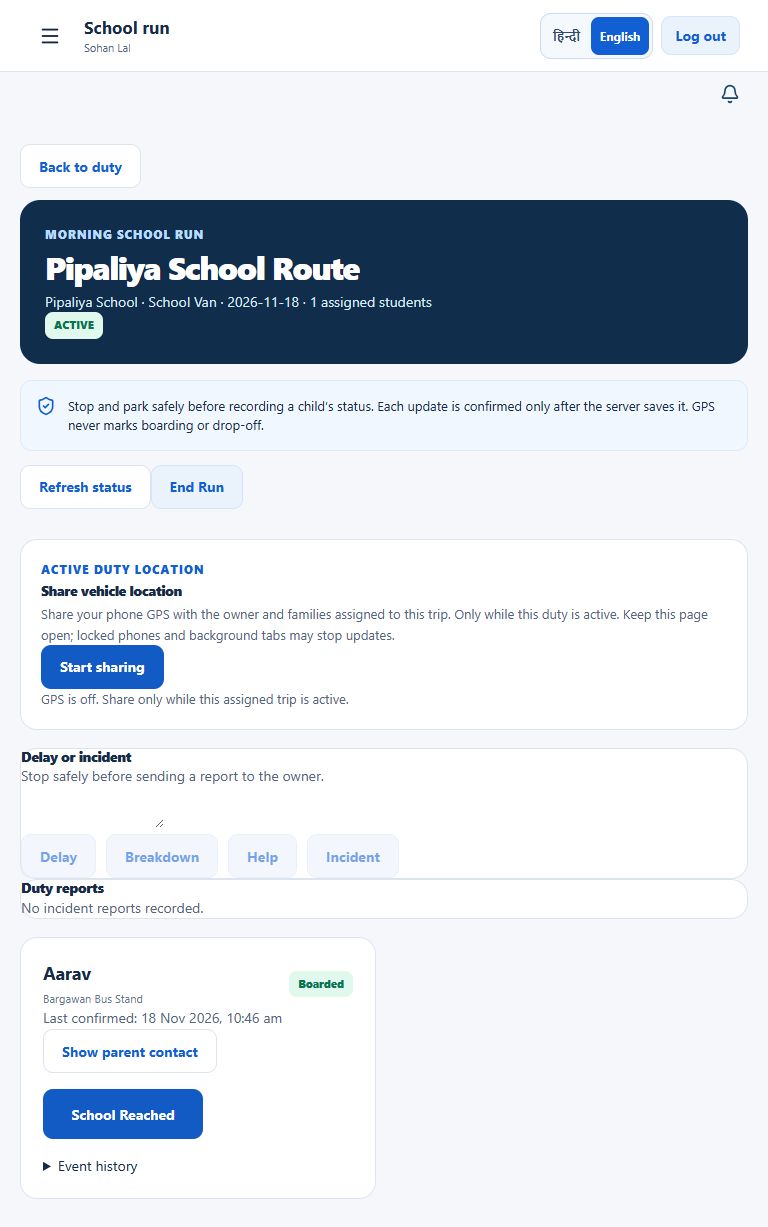 School run
Sohan Lal
हिन्दी
English
Log out
Back to duty
MORNING SCHOOL RUN
Pipaliya School Route
Pipaliya School · School Van · 2026-11-18 · 1 assigned students
ACTIVE
Stop and park safely before recording a child's status. Each update is confirmed only after the server saves it. GPS
never marks boarding or drop-off.
Refresh status
End Run
ACTIVE DUTY LOCATION
Share vehicle location
Share your phone GPS with the owner and families assigned to this trip. Only while this duty is active. Keep this page
open; locked phones and background tabs may stop updates.
Start sharing
GPS is off. Share only while this assigned trip is active.
Delay or incident
Stop safely before sending a report to the owner.
Delay
Breakdown
Help
Incident
Duty reports
No incident reports recorded.
Aarav
Boarded
Bargawan Bus Stand
Last confirmed: 18 Nov 2026, 10:46 am
Show parent contact
School Reached
Event history